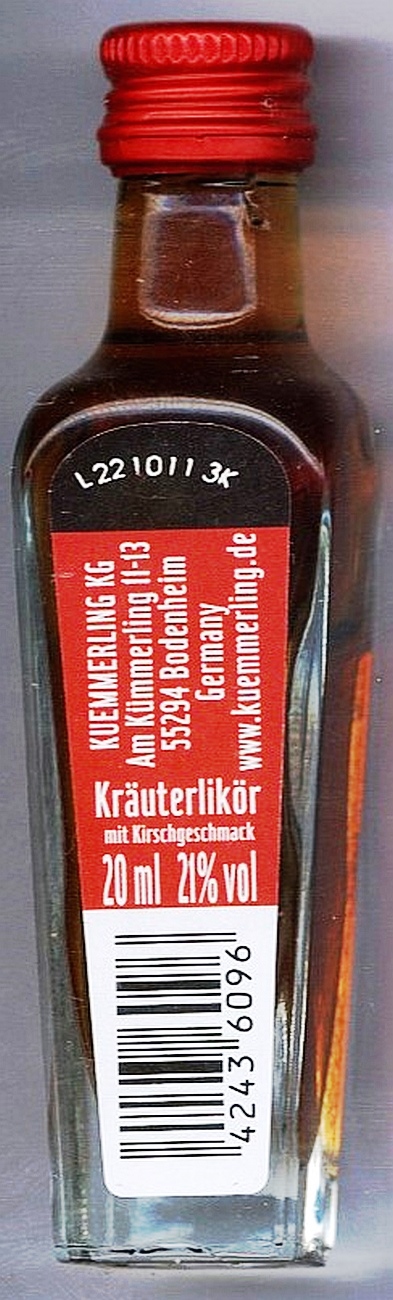 L221011 3K
KUEMMERLING KG
Am Kümmerling 11-13
55294 Bodenheim
Germany
www.kuemmerling.de
Kräuterlikör
mit Kirschgeschmack
20 ml 21% vol
4243 6096